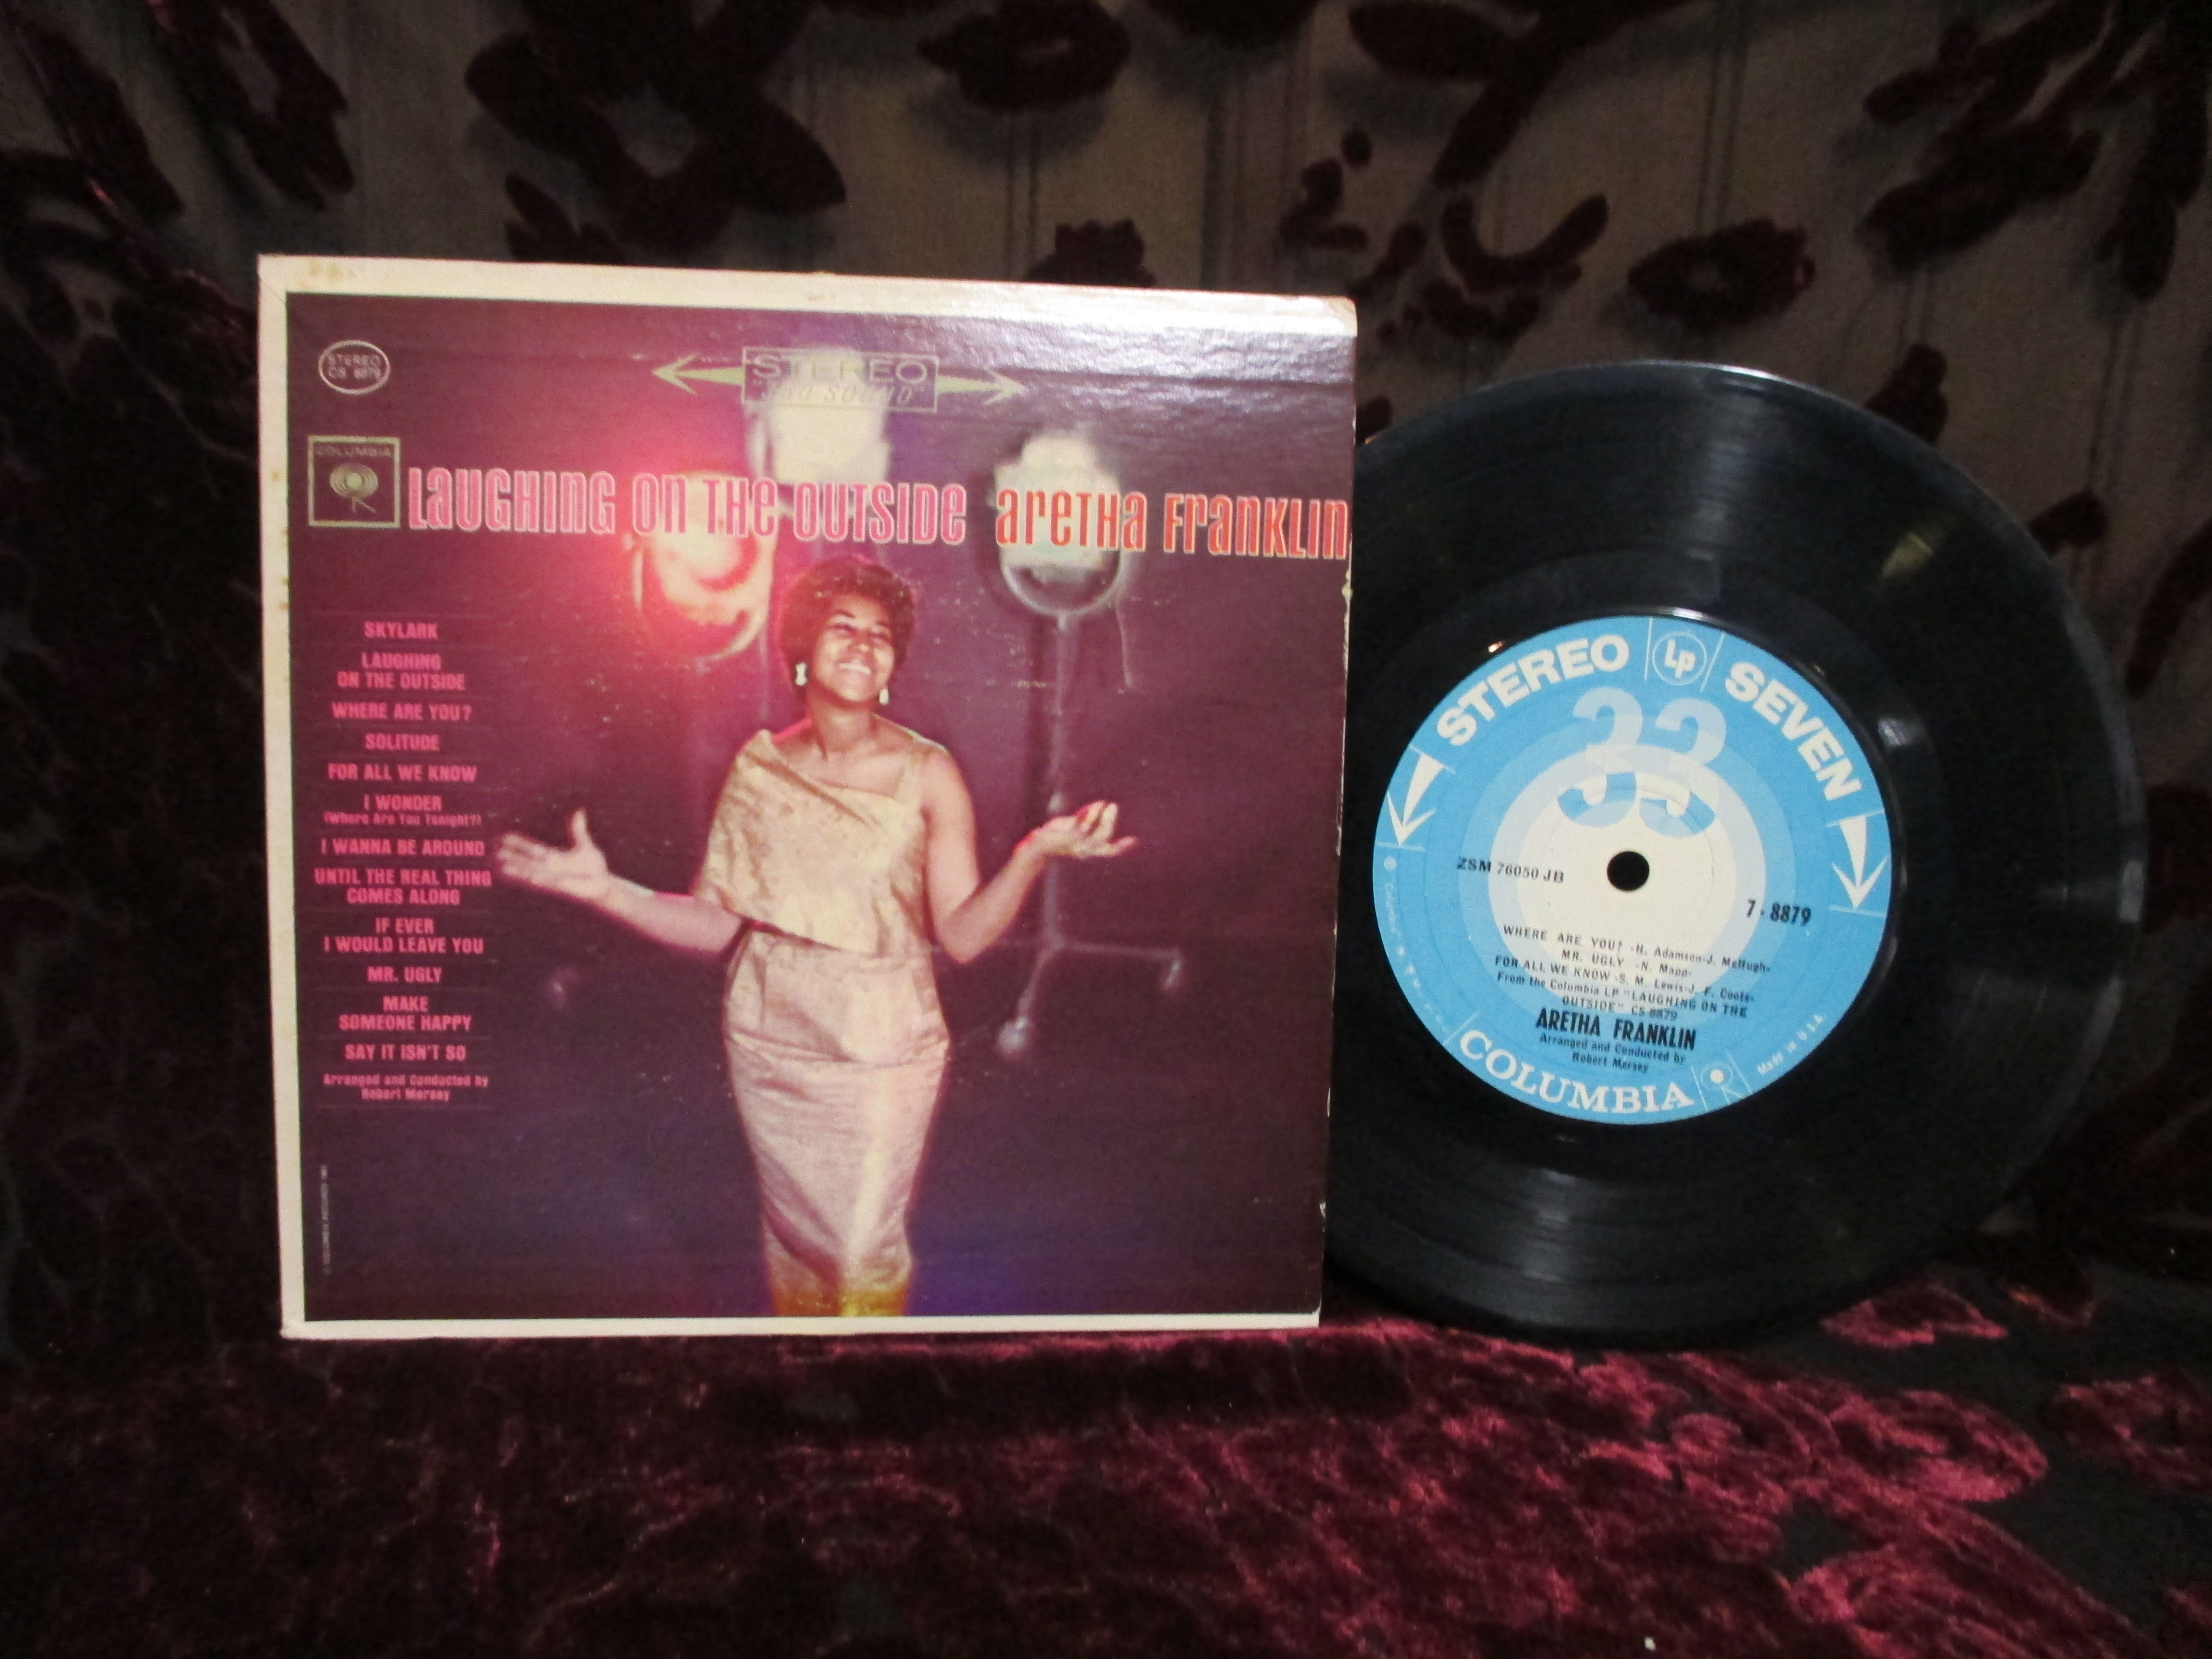 STEREO
CS 8879
STEREO
"360 SOUND"
COLUMBIA
LAUGHING ON THE OUTSIDE aretha Franklin
SKYLARK
LAUGHING
ON THE OUTSIDE
WHERE ARE YOU?
SOLITUDE
FOR ALL WE KNOW
I WONDER
(Where Are You Tonight?)
I WANNA BE AROUND
UNTIL THE REAL THING
COMES ALONG
IF EVER
I WOULD LEAVE YOU
MR. UGLY
MAKE
SOMEONE HAPPY
SAY IT ISN'T SO
Arranged and Conducted by
Robert Mersey
STEREO LP SEVEN
33
ZSM 76050 JB
7-8879
WHERE ARE YOU? -H. Adamson-J. McHugh-
MR. UGLY -N. Mapp-
FOR ALL WE KNOW -S. M. Lewis-J. F. Coots-
From the Columbia LP "LAUGHING ON THE
OUTSIDE" CS 8879
ARETHA FRANKLIN
Arranged and Conducted by
Robert Mersey
COLUMBIA
Made in U.S.A.